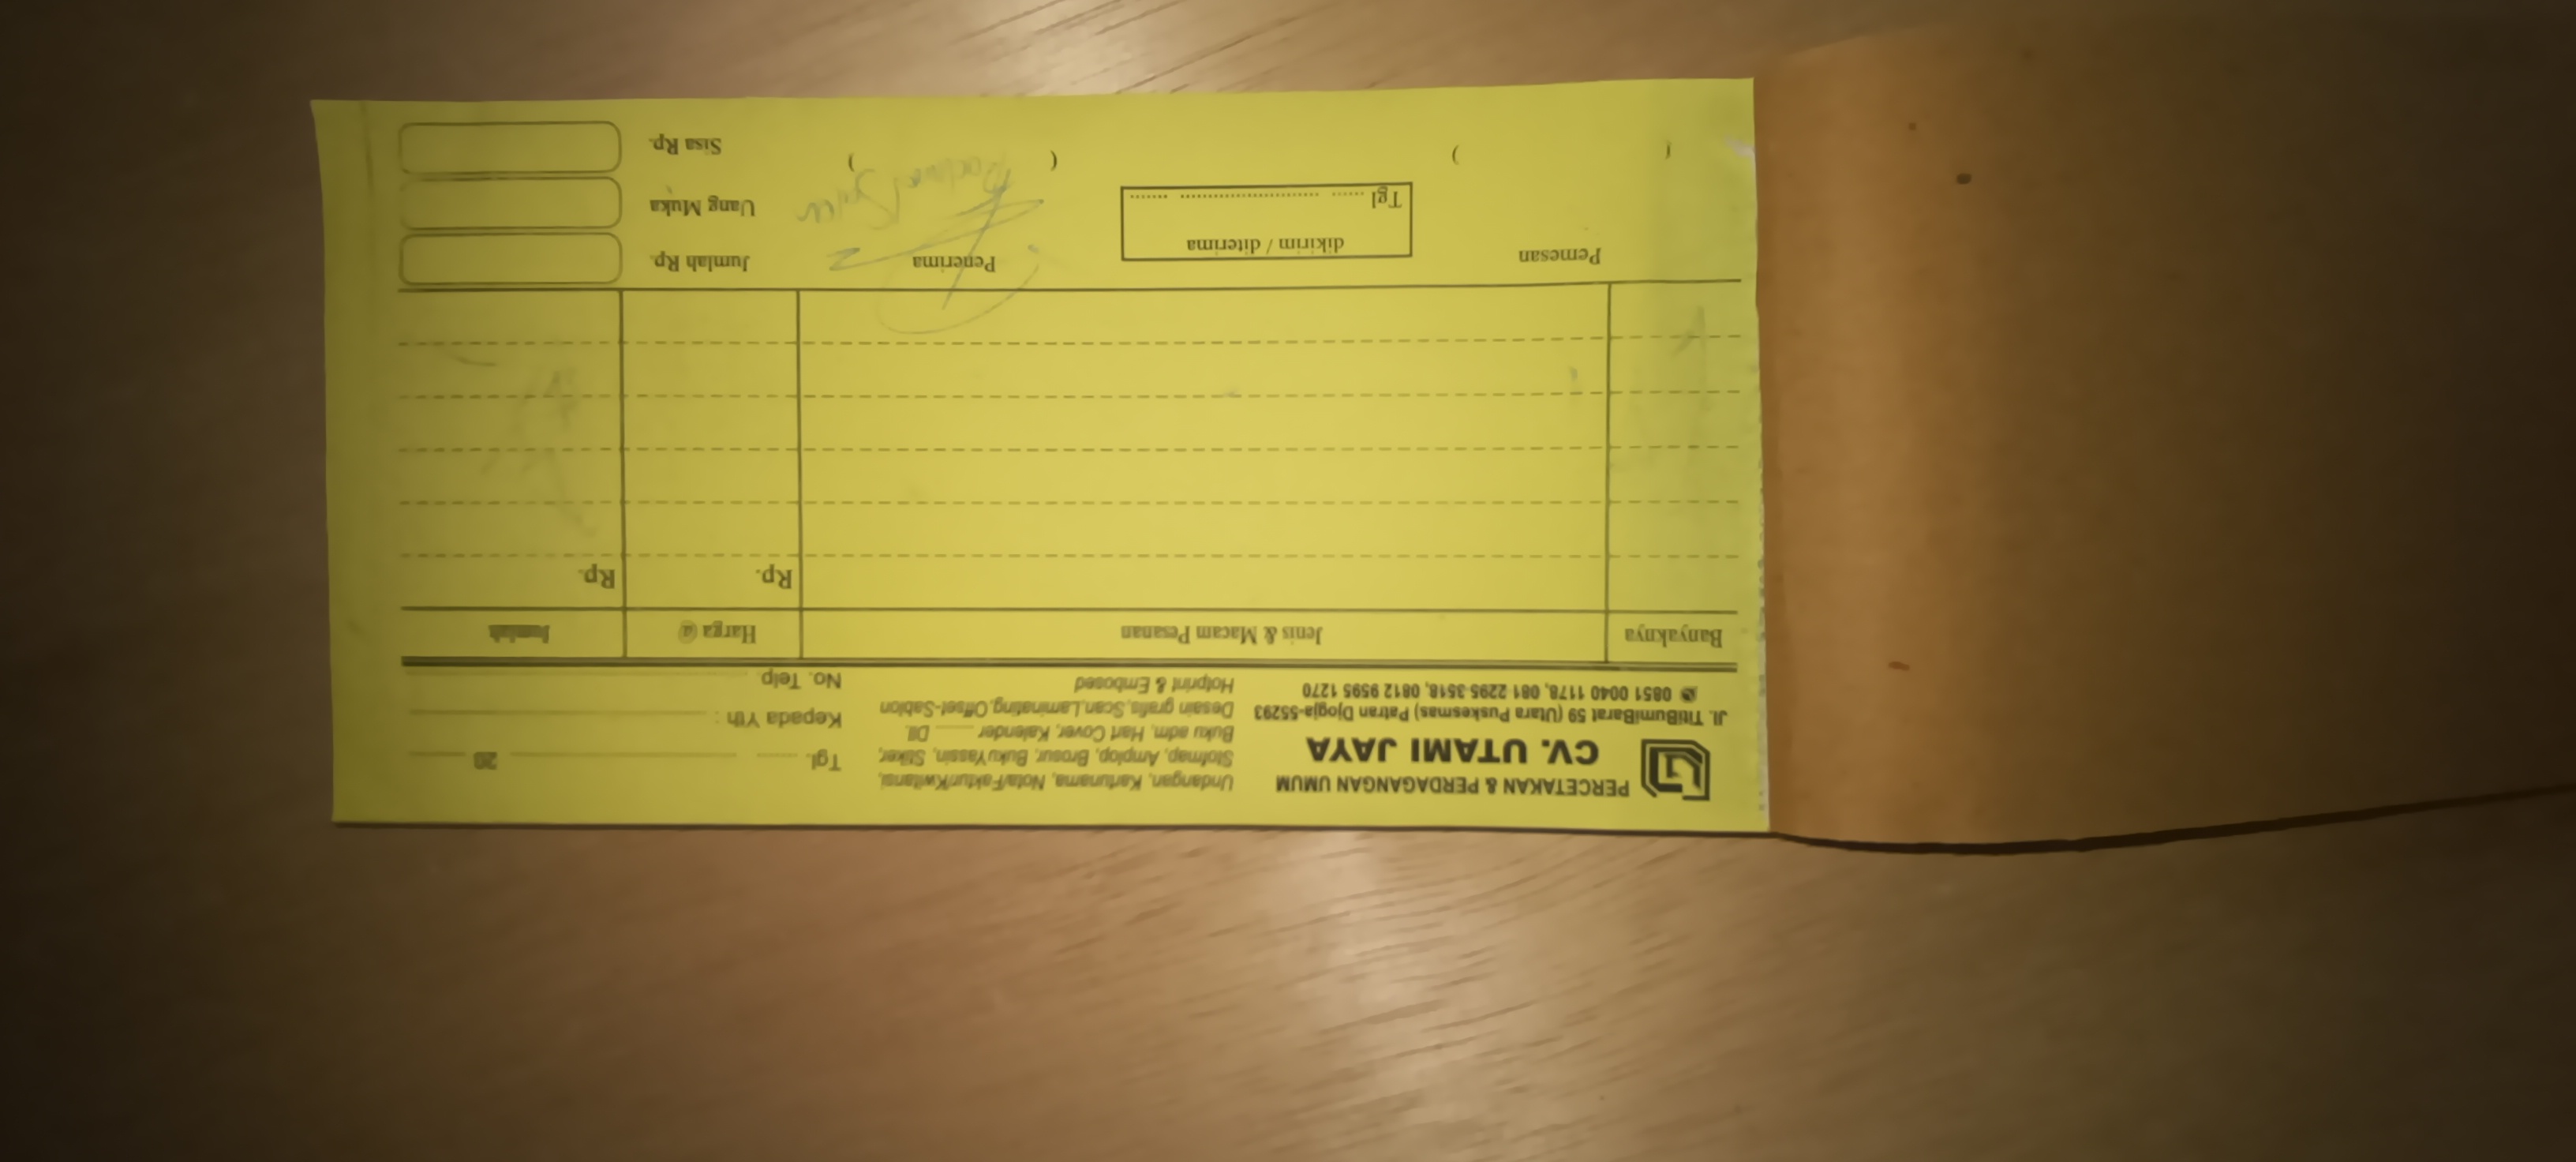 PERCETAKAN & PERDAGANGAN UMUM
CV. UTAMI JAYA
Jl. TitiBumiBarat 59 (Utara Puskesmas) Patran Djogja-55293
0851 0040 1178, 081 2295 3518, 0812 9595 1270
Undangan, Kartunama, Nota/Faktur/Kwitansi,
Stofmap, Amplop, Brosur, BukuYassin, Stiker,
Buku adm, Hart Cover, Kalender ........ Dll.
Desain grafis,Scan,Laminating,Offset-Sablon
Hotprint & Embosed
Tgl. ...... 20
Kepada Yth :
No. Telp
Banyaknya Jenis & Macam Pesanan Harga @ Jumlah
Rp. Rp.
Pemesan
( )
dikirim / diterima
Tgl ...... ......................... .......
Penerima
( )
Jumlah Rp.
Uang Muka
Sisa Rp.